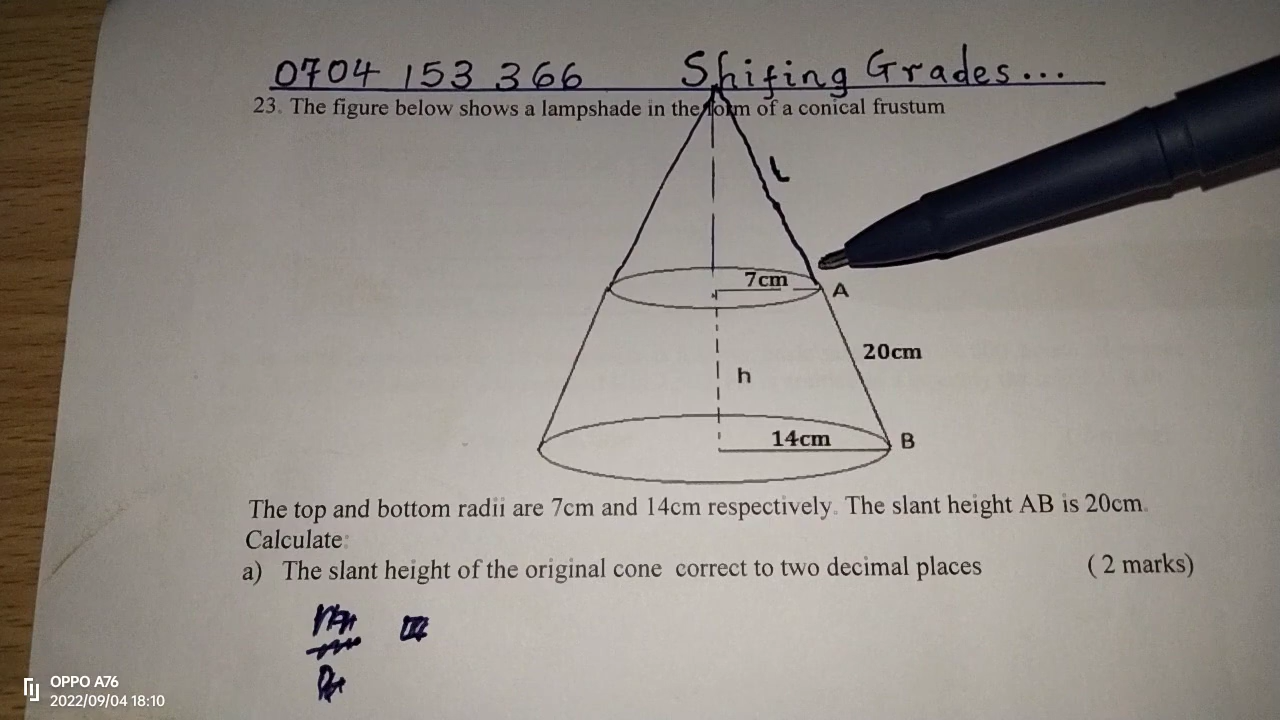 0704 153 366 Shifing Grades...
23. The figure below shows a lampshade in the form of a conical frustum
l
7cm
A
20cm
h
14cm
B
The top and bottom radii are 7cm and 14cm respectively. The slant height AB is 20cm.
Calculate:
a) The slant height of the original cone correct to two decimal places ( 2 marks)
OPPO A76
2022/09/04 18:10